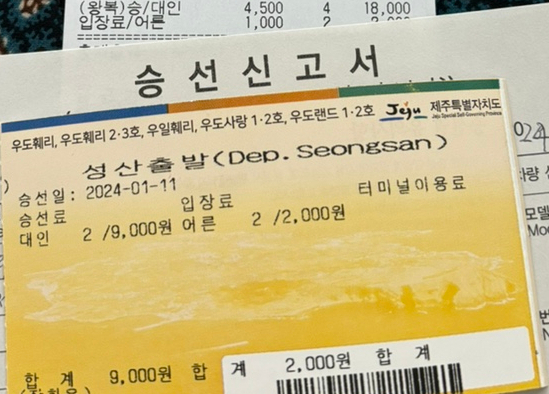 (왕복)승/대인 4,500 4 18,000
입장료/어른 1,000 2
승선신고서
우도훼리, 우도훼리 2·3호, 우일훼리, 우도사랑 1·2호, 우도랜드 1·2호 Jeju 제주특별자치도
Jeju Special Self-Governing Province
성산출발(Dep.Seongsan)
승선일: 2024-01-11
승선료 입장료 터미널이용료
대인 2 /9,000원 어른 2 /2,000원
합 계 9,000원 합 계 2,000원 합 계